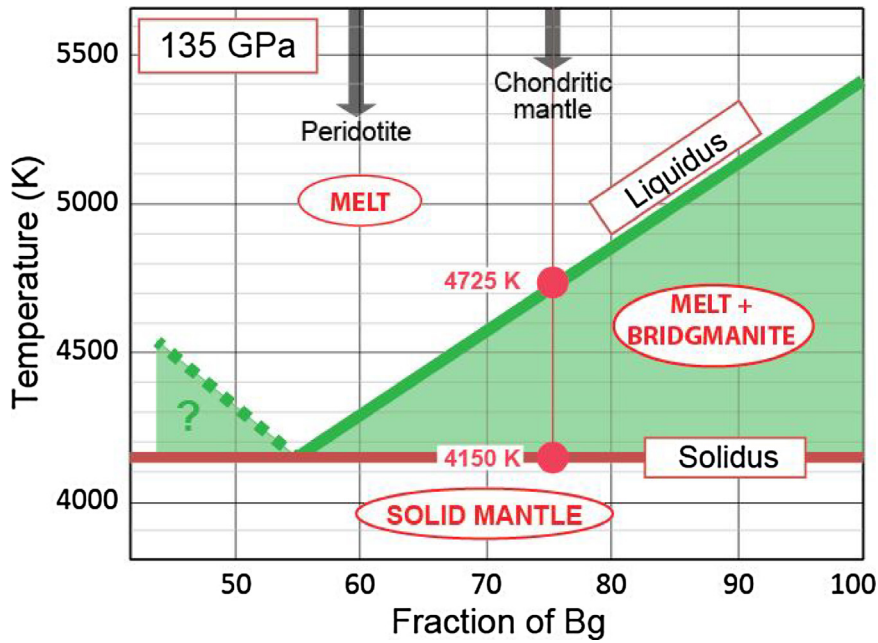 135 GPa
Peridotite
Chondritic
mantle
MELT
Liquidus
4725 K
MELT +
BRIDGMANITE
?
4150 K
Solidus
SOLID MANTLE
Temperature (K)
5500
5000
4500
4000
50 60 70 80 90 100
Fraction of Bg